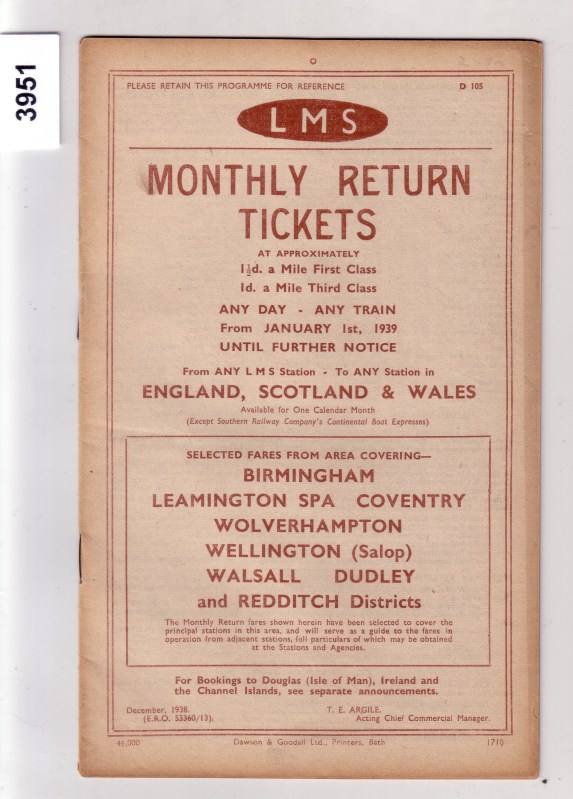 3951
PLEASE RETAIN THIS PROGRAMME FOR REFERENCE D 105
LMS
MONTHLY RETURN
TICKETS
AT APPROXIMATELY
1½d. a Mile First Class
1d. a Mile Third Class
ANY DAY - ANY TRAIN
From JANUARY 1st, 1939
UNTIL FURTHER NOTICE
From ANY L M S Station - To ANY Station in
ENGLAND, SCOTLAND & WALES
Available for One Calendar Month
(Except Southern Railway Company's Continental Boat Expresses)
SELECTED FARES FROM AREA COVERING—
BIRMINGHAM
LEAMINGTON SPA COVENTRY
WOLVERHAMPTON
WELLINGTON (Salop)
WALSALL DUDLEY
and REDDITCH Districts
The Monthly Return fares shown herein have been selected to cover the
principal stations in this area, and will serve as a guide to the fares in
operation from adjacent stations, full particulars of which may be obtained
at the Stations and Agencies.
For Bookings to Douglas (Isle of Man), Ireland and
the Channel Islands, see separate announcements.
December, 1938. T. E. ARGILE,
(E.R.O. 53360/13). Acting Chief Commercial Manager.
Dawson & Goodall Ltd., Printers, Bath